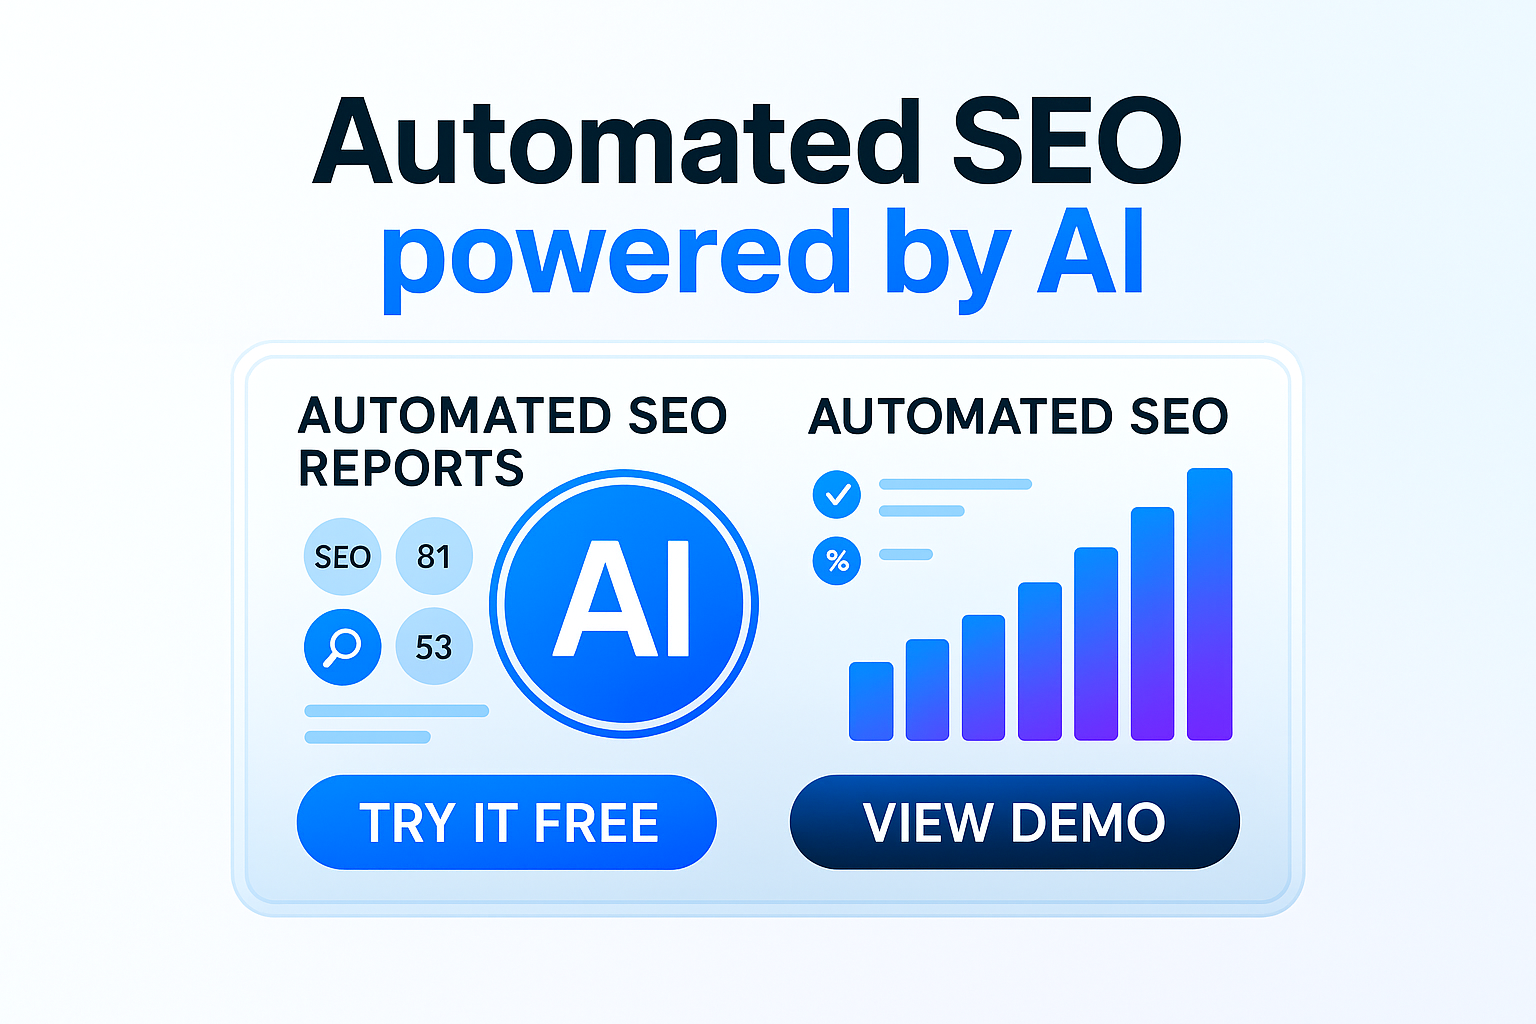 Automated SEO
powered by AI
AUTOMATED SEO
REPORTS
SEO
81
53
AI
TRY IT FREE
AUTOMATED SEO
%
VIEW DEMO